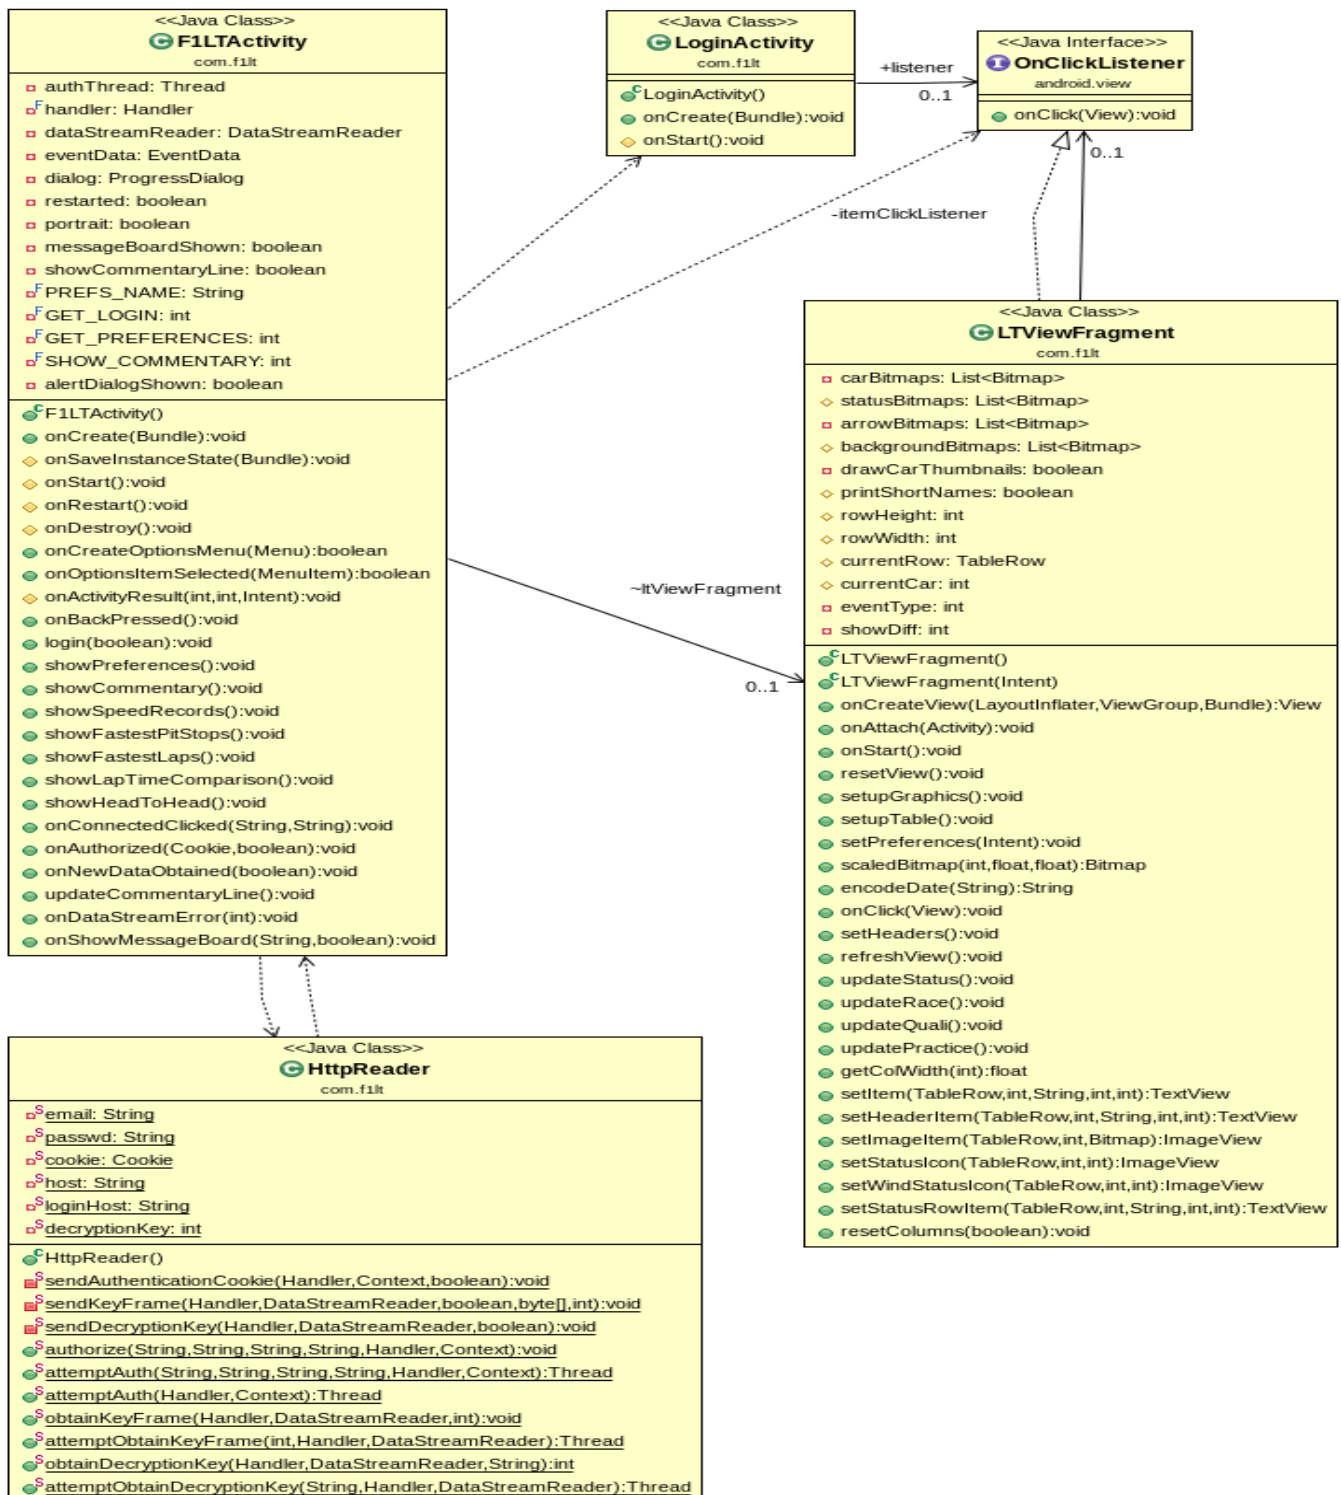 <<Java Class>>
F1LTActivity
com.f1lt
authThread: Thread
handler: Handler
dataStreamReader: DataStreamReader
eventData: EventData
dialog: ProgressDialog
restarted: boolean
portrait: boolean
messageBoardShown: boolean
showCommentaryLine: boolean
PREFS_NAME: String
GET_LOGIN: int
GET_PREFERENCES: int
SHOW_COMMENTARY: int
alertDialogShown: boolean
F1LTActivity()
onCreate(Bundle):void
onSaveInstanceState(Bundle):void
onStart():void
onRestart():void
onDestroy():void
onCreateOptionsMenu(Menu):boolean
onOptionsItemSelected(MenuItem):boolean
onActivityResult(int,int,Intent):void
onBackPressed():void
login(boolean):void
showPreferences():void
showCommentary():void
showSpeedRecords():void
showFastestPitStops():void
showFastestLaps():void
showLapTimeComparison():void
showHeadToHead():void
onConnectedClicked(String,String):void
onAuthorized(Cookie,boolean):void
onNewDataObtained(boolean):void
updateCommentaryLine():void
onDataStreamError(int):void
onShowMessageBoard(String,boolean):void
<<Java Class>>
LoginActivity
com.f1lt
LoginActivity()
onCreate(Bundle):void
onStart():void
+listener
0..1
<<Java Interface>>
OnClickListener
android.view
onClick(View):void
0..1
-itemClickListener
~ltViewFragment
0..1
<<Java Class>>
LTViewFragment
com.f1lt
carBitmaps: List<Bitmap>
statusBitmaps: List<Bitmap>
arrowBitmaps: List<Bitmap>
backgroundBitmaps: List<Bitmap>
drawCarThumbnails: boolean
printShortNames: boolean
rowHeight: int
rowWidth: int
currentRow: TableRow
currentCar: int
eventType: int
showDiff: int
LTViewFragment()
LTViewFragment(Intent)
onCreateView(LayoutInflater,ViewGroup,Bundle):View
onAttach(Activity):void
onStart():void
resetView():void
setupGraphics():void
setupTable():void
setPreferences(Intent):void
scaledBitmap(int,float,float):Bitmap
encodeDate(String):String
onClick(View):void
setHeaders():void
refreshView():void
updateStatus():void
updateRace():void
updateQuali():void
updatePractice():void
getColWidth(int):float
setItem(TableRow,int,String,int,int):TextView
setHeaderItem(TableRow,int,String,int,int):TextView
setImageItem(TableRow,int,Bitmap):ImageView
setStatusIcon(TableRow,int,int):ImageView
setWindStatusIcon(TableRow,int,int):ImageView
setStatusRowItem(TableRow,int,String,int,int):TextView
resetColumns(boolean):void
<<Java Class>>
HttpReader
com.f1lt
email: String
passwd: String
cookie: Cookie
host: String
loginHost: String
decryptionKey: int
HttpReader()
sendAuthenticationCookie(Handler,Context,boolean):void
sendKeyFrame(Handler,DataStreamReader,boolean,byte[],int):void
sendDecryptionKey(Handler,DataStreamReader,boolean):void
authorize(String,String,String,String,Handler,Context):void
attemptAuth(String,String,String,String,Handler,Context):Thread
attemptAuth(Handler,Context):Thread
obtainKeyFrame(Handler,DataStreamReader,int):void
attemptObtainKeyFrame(int,Handler,DataStreamReader):Thread
obtainDecryptionKey(Handler,DataStreamReader,String):int
attemptObtainDecryptionKey(String,Handler,DataStreamReader):Thread